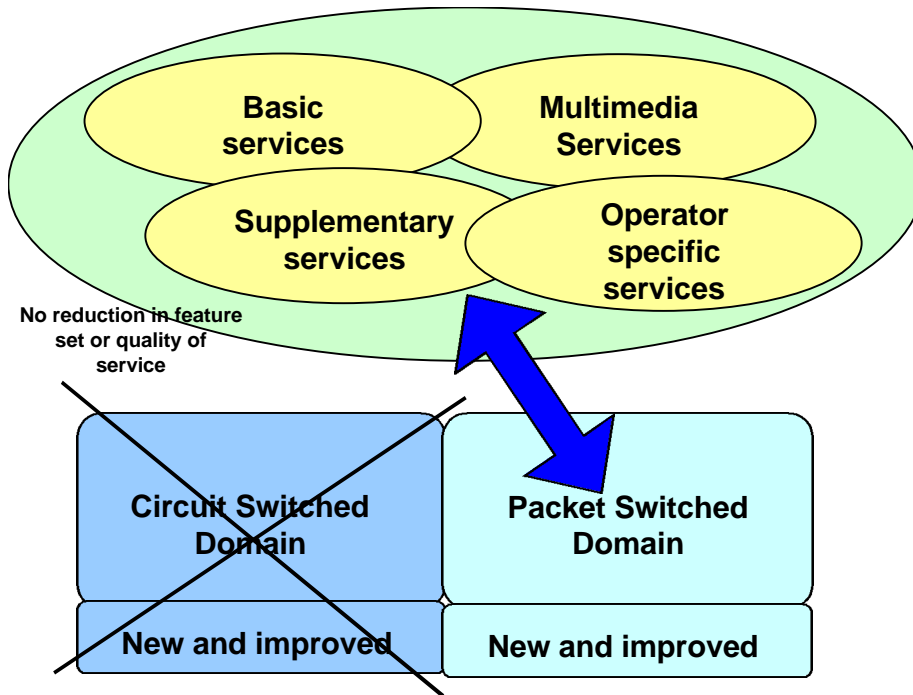 Basic
services
Multimedia
Services
Supplementary
services
Operator
specific
services
No reduction in feature
set or quality of
service
Circuit Switched
Domain
Packet Switched
Domain
New and improved
New and improved